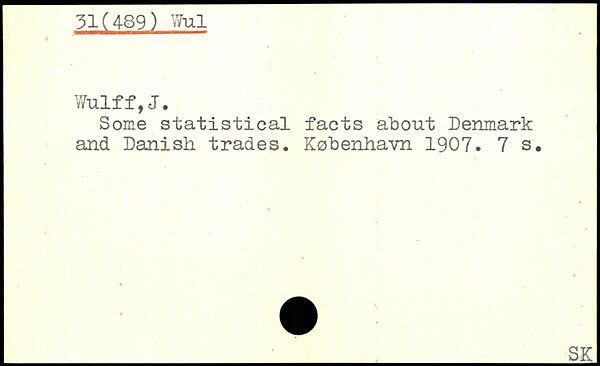 31(489) Wul
Wulff,J.
Some statistical facts about Denmark
and Danish trades. København 1907. 7 s.
SK